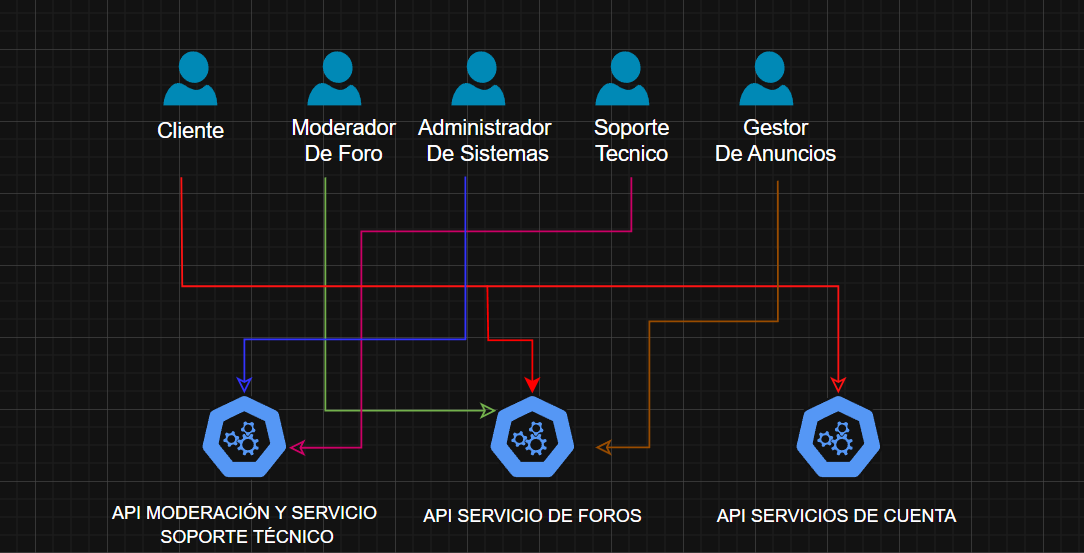 Cliente
Moderador
De Foro
Administrador
De Sistemas
Soporte
Tecnico
Gestor
De Anuncios
API MODERACIÓN Y SERVICIO
SOPORTE TÉCNICO
API SERVICIO DE FOROS
API SERVICIOS DE CUENTA